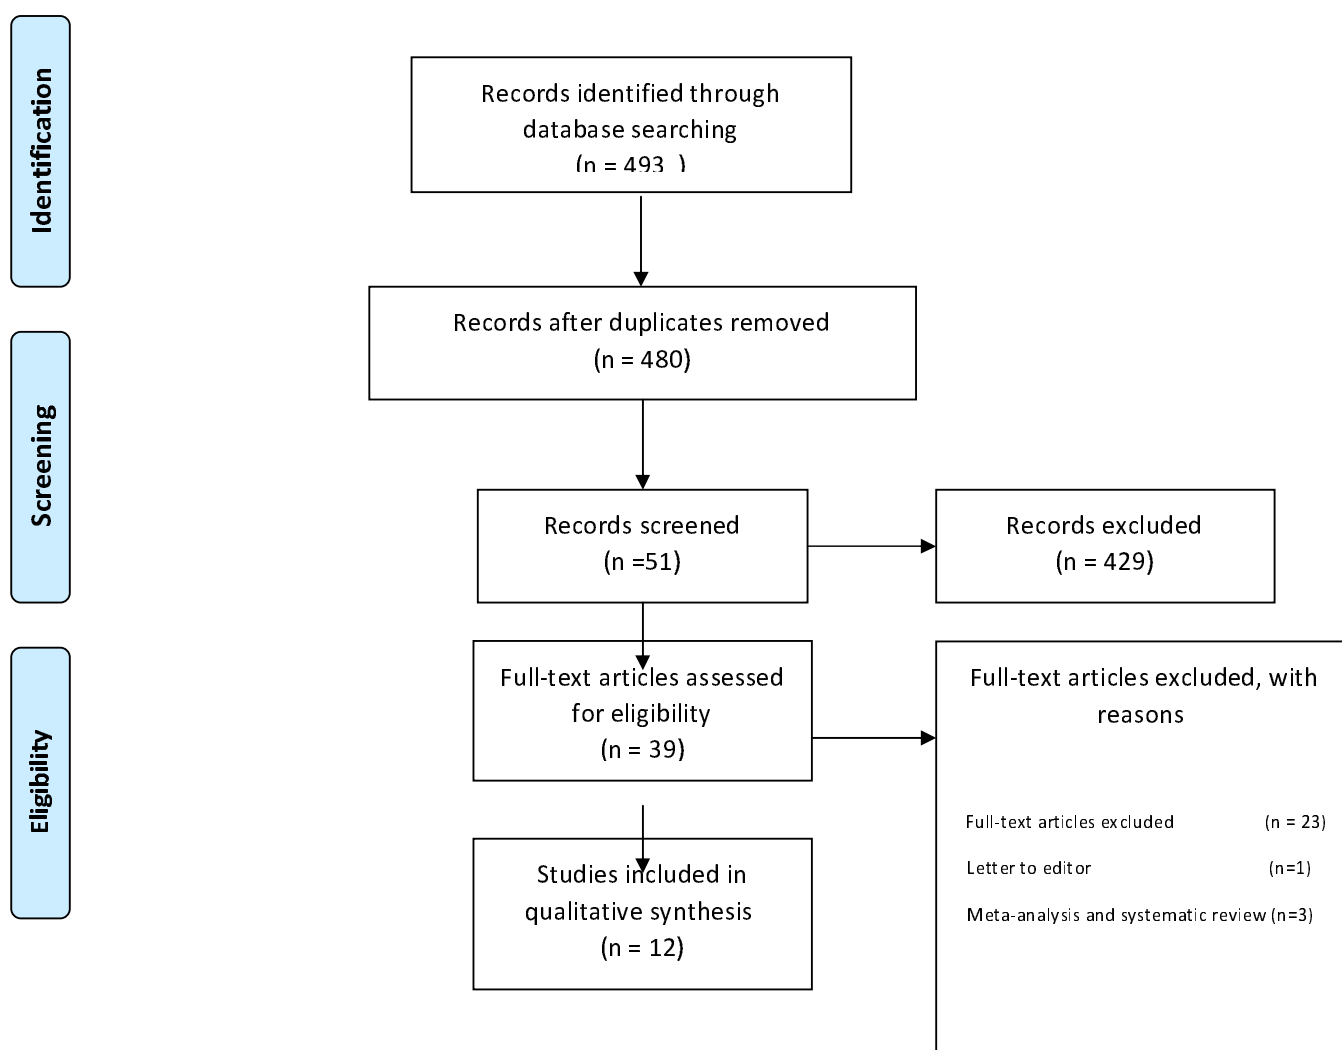 Identification
Records identified through
database searching
(n = 493  )
Records after duplicates removed
(n = 480)
Screening
Records screened
(n =51)
Records excluded
(n = 429)
Eligibility
Full-text articles assessed
for eligibility
(n = 39)
Full-text articles excluded, with
reasons
Full-text articles excluded (n = 23)
Letter to editor (n=1)
Meta-analysis and systematic review (n=3)
Studies included in
qualitative synthesis
(n = 12)